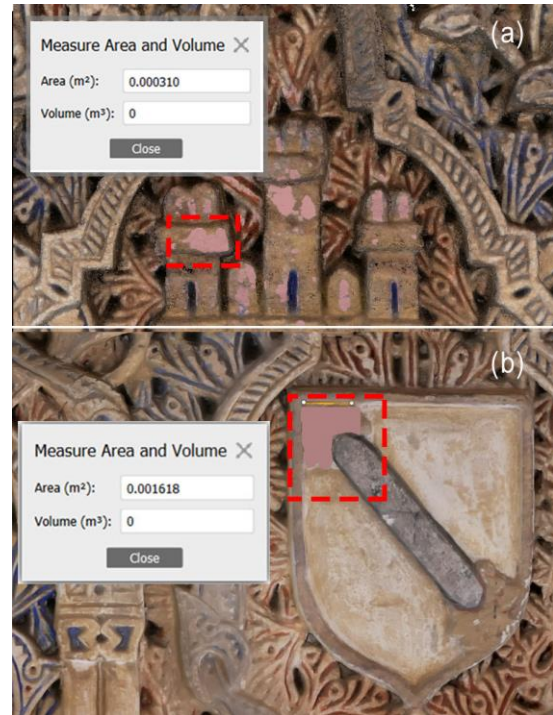 (a)
Measure Area and Volume
Area (m²): 0.000310
Volume (m³): 0
Close
(b)
Measure Area and Volume
Area (m²): 0.001618
Volume (m³): 0
Close